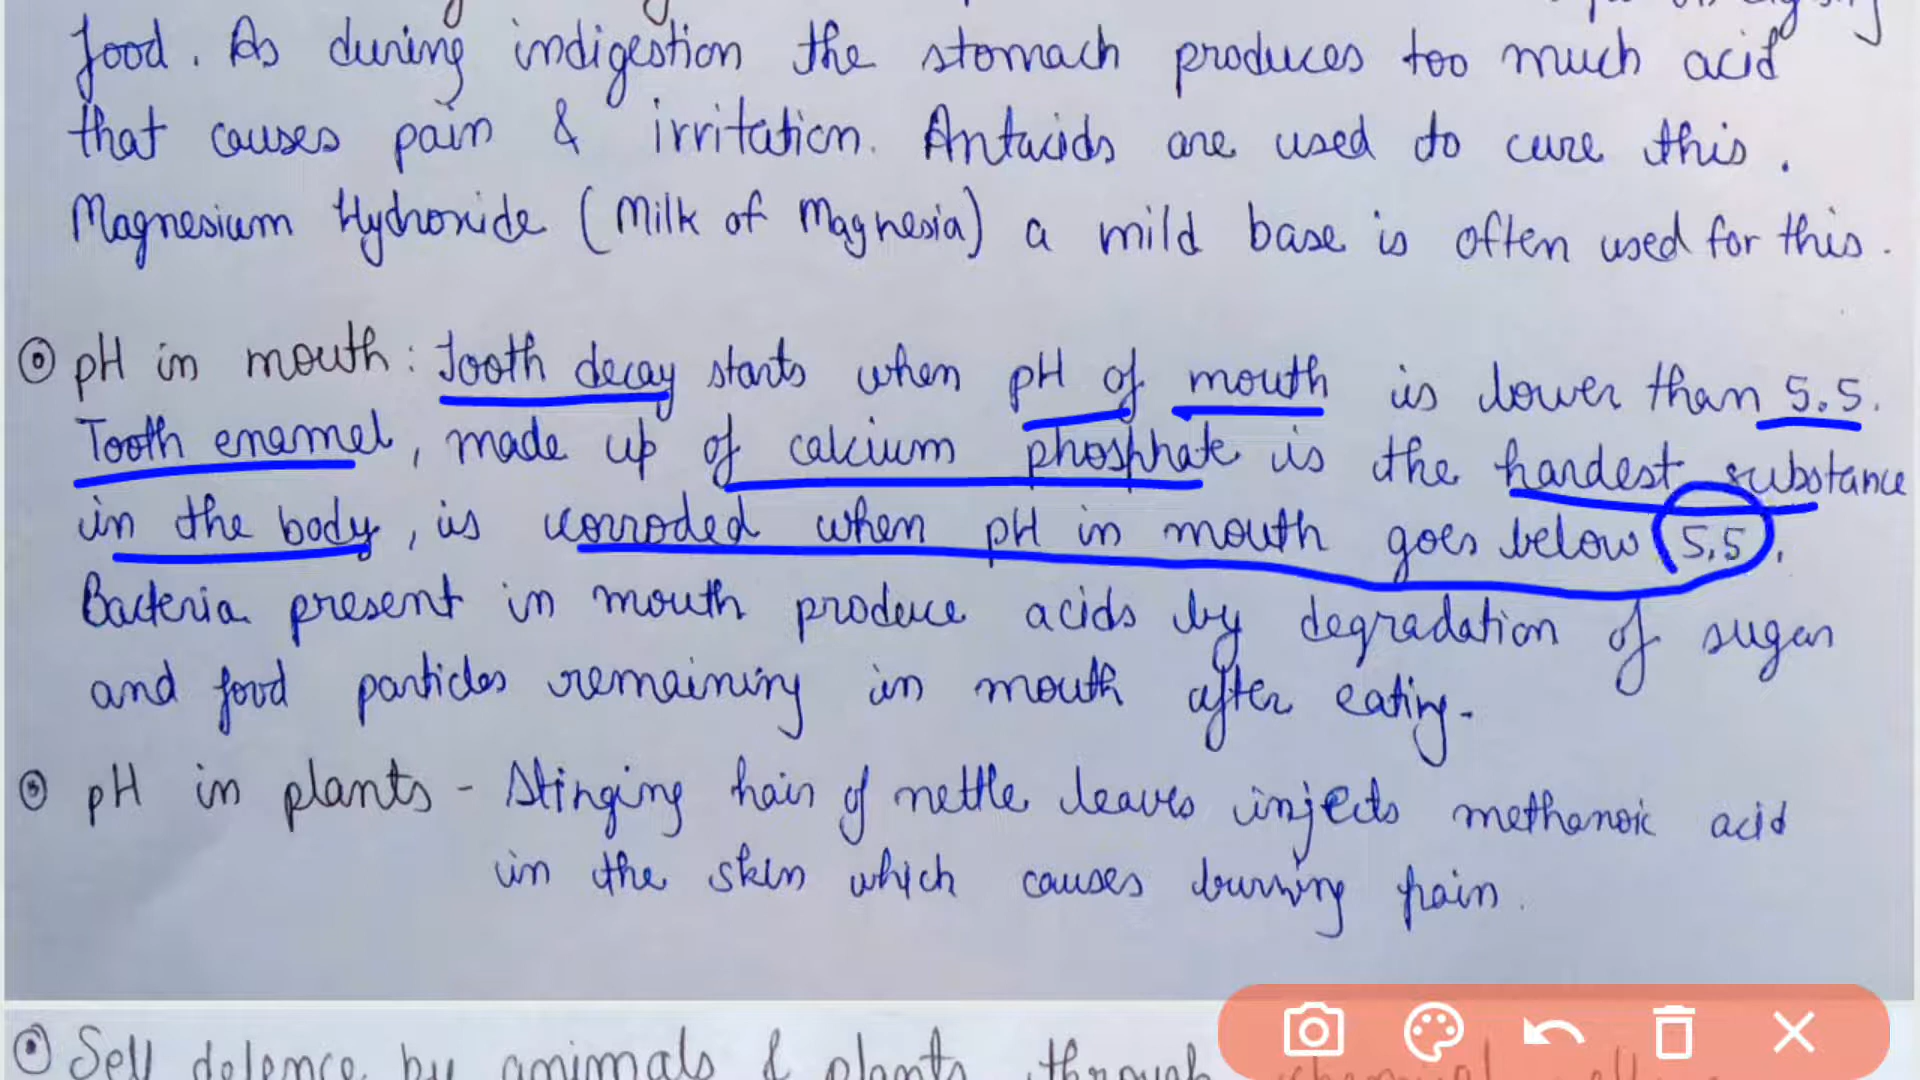 food. As during indigestion the stomach produces too much acid
that causes pain & irritation. Antacids are used to cure this.
Magnesium Hydroxide (Milk of Magnesia) a mild base is often used for this.
pH in mouth: Tooth decay starts when pH of mouth is lower than 5.5.
Tooth enamel, made up of calcium phosphate is the hardest substance
in the body, is corroded when pH in mouth goes below 5.5.
Bacteria present in mouth produce acids by degradation of sugar
and food particles remaining in mouth after eating.
pH in plants - Stinging hair of nettle leaves injects methanoic acid
in the skin which causes burning pain.
Self defence by animals & plants through